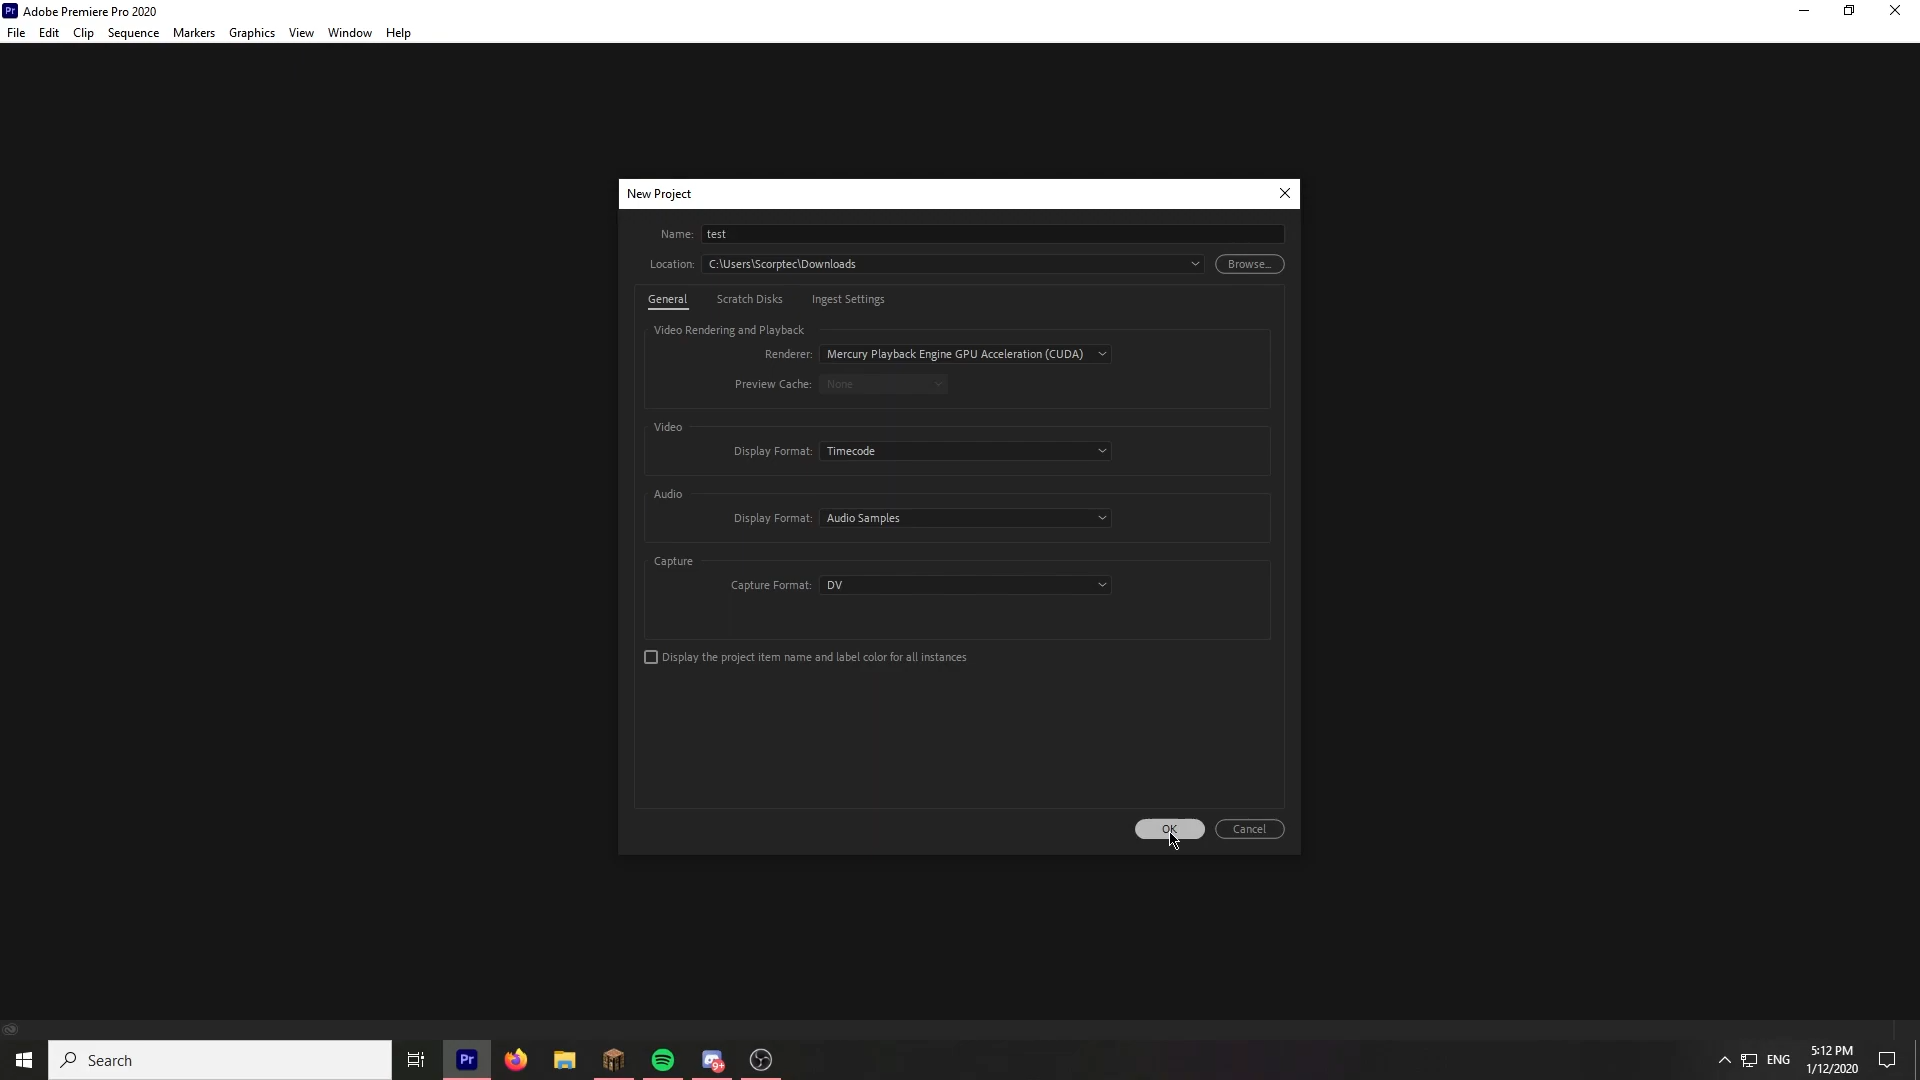 Pr Adobe Premiere Pro 2020
File Edit Clip Sequence Markers Graphics View Window Help
New Project
Name: test
Location: C:\Users\Scorptec\Downloads Browse...
General Scratch Disks Ingest Settings
Video Rendering and Playback
Renderer: Mercury Playback Engine GPU Acceleration (CUDA)
Preview Cache: None
Video
Display Format: Timecode
Audio
Display Format: Audio Samples
Capture
Capture Format: DV
Display the project item name and label color for all instances
OK Cancel
Search Pr 9+ ENG 5:12 PM
1/12/2020